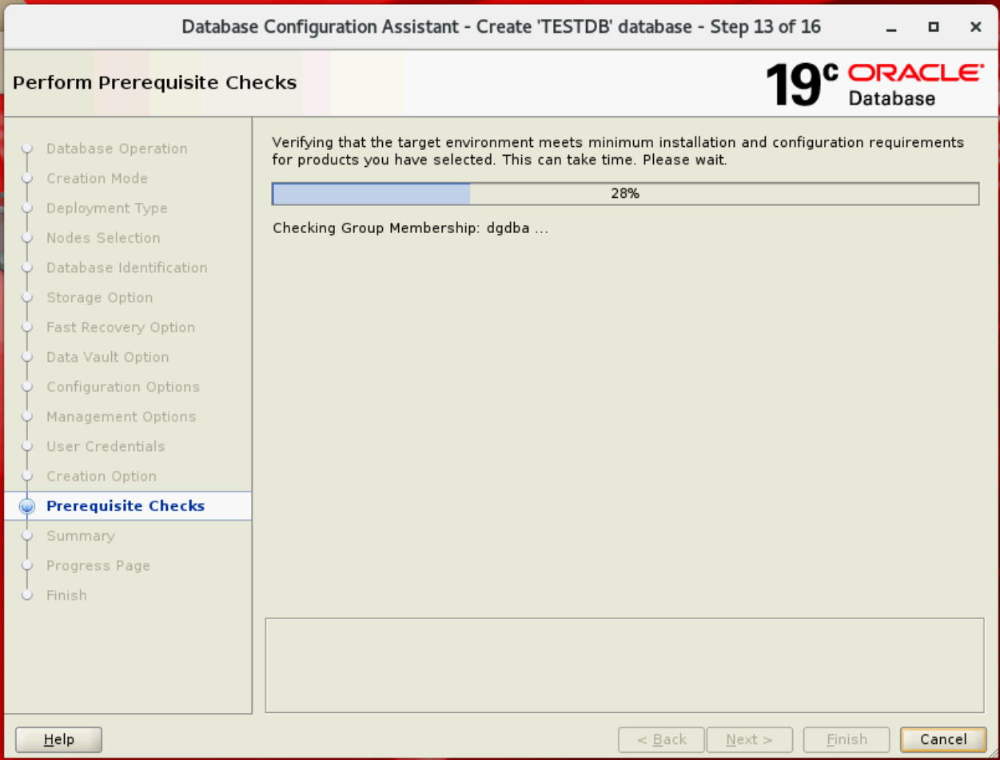 Database Configuration Assistant - Create 'TESTDB' database - Step 13 of 16
Perform Prerequisite Checks
19c ORACLE®
Database
Database Operation
Creation Mode
Deployment Type
Nodes Selection
Database Identification
Storage Option
Fast Recovery Option
Data Vault Option
Configuration Options
Management Options
User Credentials
Creation Option
Prerequisite Checks
Summary
Progress Page
Finish
Verifying that the target environment meets minimum installation and configuration requirements
for products you have selected. This can take time. Please wait.
28%
Checking Group Membership: dgdba ...
Help
< Back
Next >
Finish
Cancel